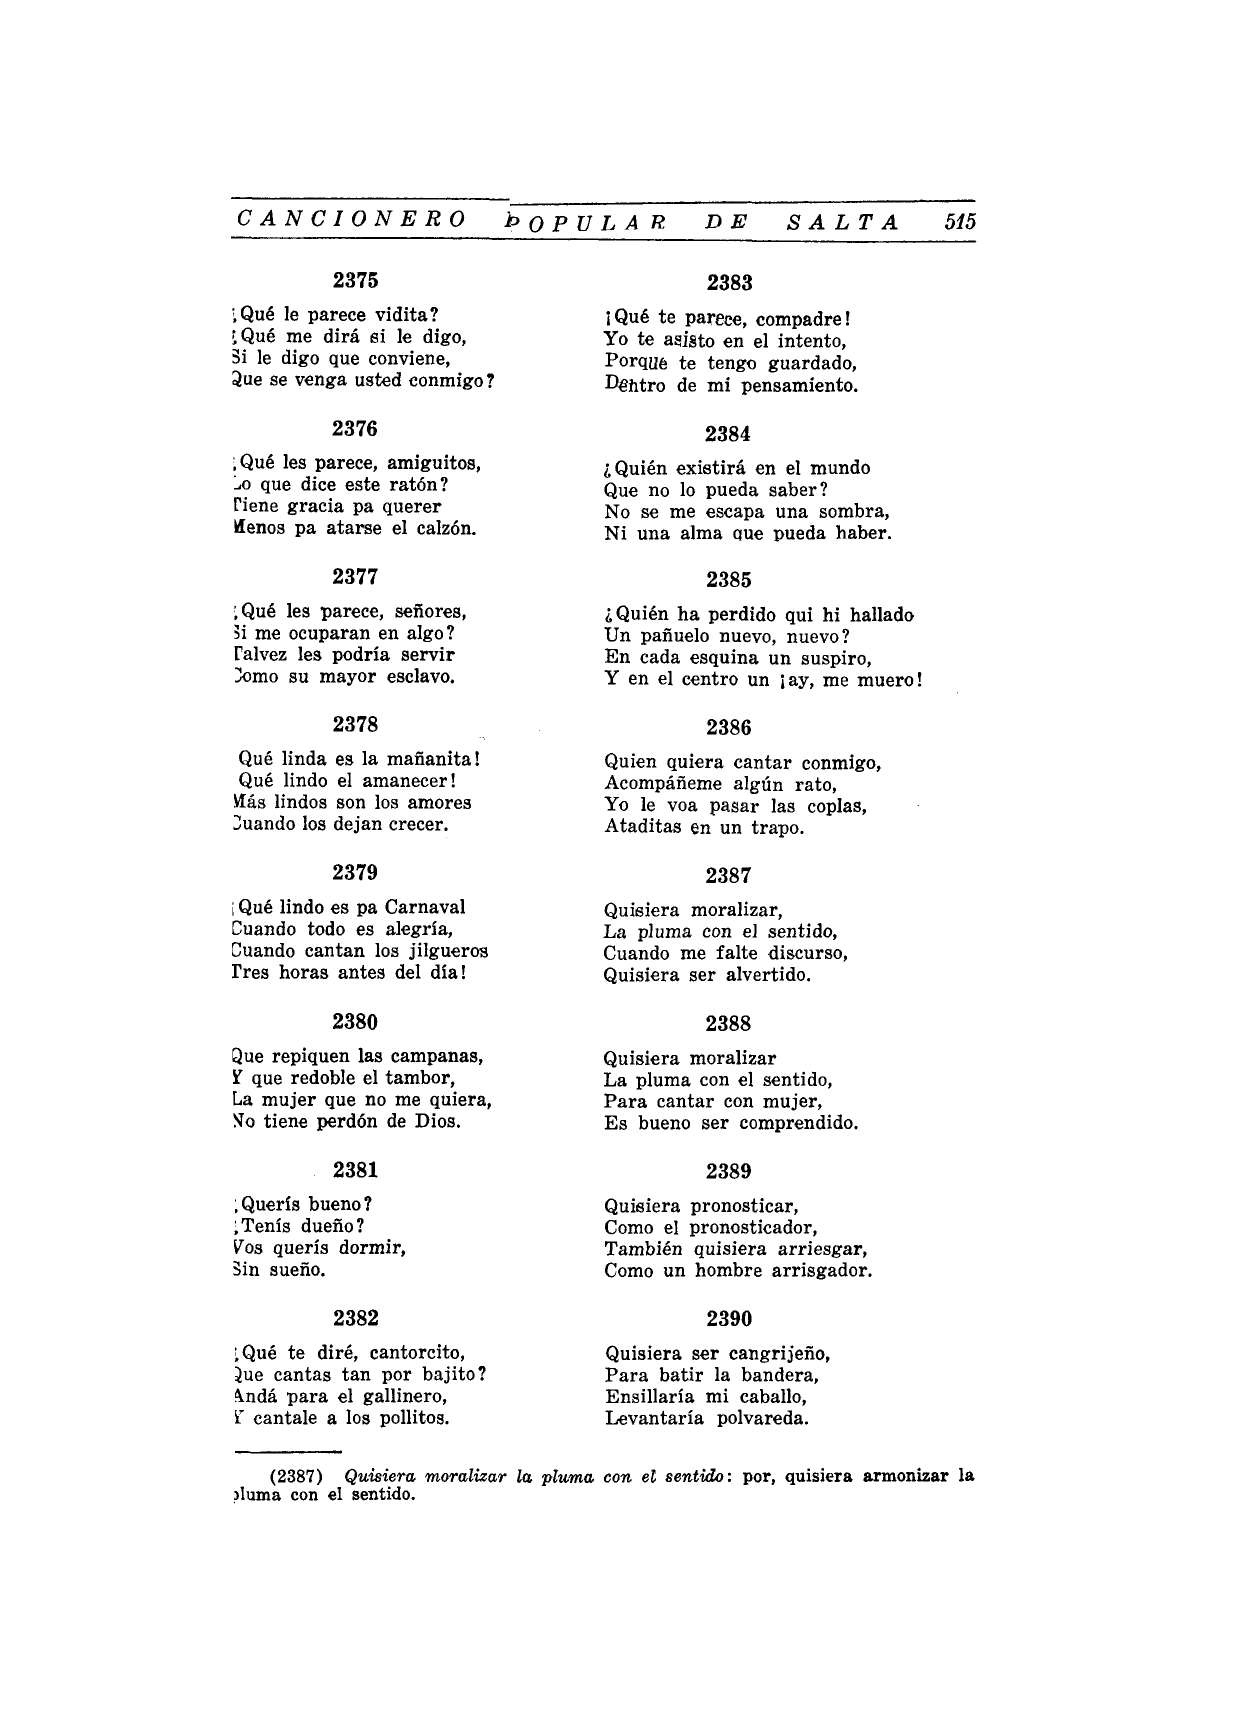 CANCIONERO POPULAR DE SALTA 515
2375
¿Qué le parece vidita?
¿Qué me dirá si le digo,
Si le digo que conviene,
Que se venga usted conmigo?
2376
¿Qué les parece, amiguitos,
Lo que dice este ratón?
Tiene gracia pa querer
Menos pa atarse el calzón.
2377
¿Qué les parece, señores,
Si me ocuparan en algo?
Talvez les podría servir
Como su mayor esclavo.
2378
Qué linda es la mañanita!
Qué lindo el amanecer!
Más lindos son los amores
Cuando los dejan crecer.
2379
¡Qué lindo es pa Carnaval
Cuando todo es alegría,
Cuando cantan los jilgueros
Tres horas antes del día!
2380
Que repiquen las campanas,
Y que redoble el tambor,
La mujer que no me quiera,
No tiene perdón de Dios.
2381
¿Querís bueno?
¿Tenís dueño?
Vos querís dormir,
Sin sueño.
2382
¿Qué te diré, cantorcito,
Que cantas tan por bajito?
Andá para el gallinero,
Y cantale a los pollitos.
2383
¡Qué te parece, compadre!
Yo te asisto en el intento,
Porque te tengo guardado,
Dentro de mi pensamiento.
2384
¿Quién existirá en el mundo
Que no lo pueda saber?
No se me escapa una sombra,
Ni una alma que pueda haber.
2385
¿Quién ha perdido qui hi hallado
Un pañuelo nuevo, nuevo?
En cada esquina un suspiro,
Y en el centro un ¡ay, me muero!
2386
Quien quiera cantar conmigo,
Acompáñeme algún rato,
Yo le voa pasar las coplas,
Ataditas en un trapo.
2387
Quisiera moralizar,
La pluma con el sentido,
Cuando me falte discurso,
Quisiera ser alvertido.
2388
Quisiera moralizar
La pluma con el sentido,
Para cantar con mujer,
Es bueno ser comprendido.
2389
Quisiera pronosticar,
Como el pronosticador,
También quisiera arriesgar,
Como un hombre arrisgador.
2390
Quisiera ser cangrijeño,
Para batir la bandera,
Ensillaría mi caballo,
Levantaría polvareda.
(2387) Quisiera moralizar la pluma con el sentido: por, quisiera armonizar la
pluma con el sentido.